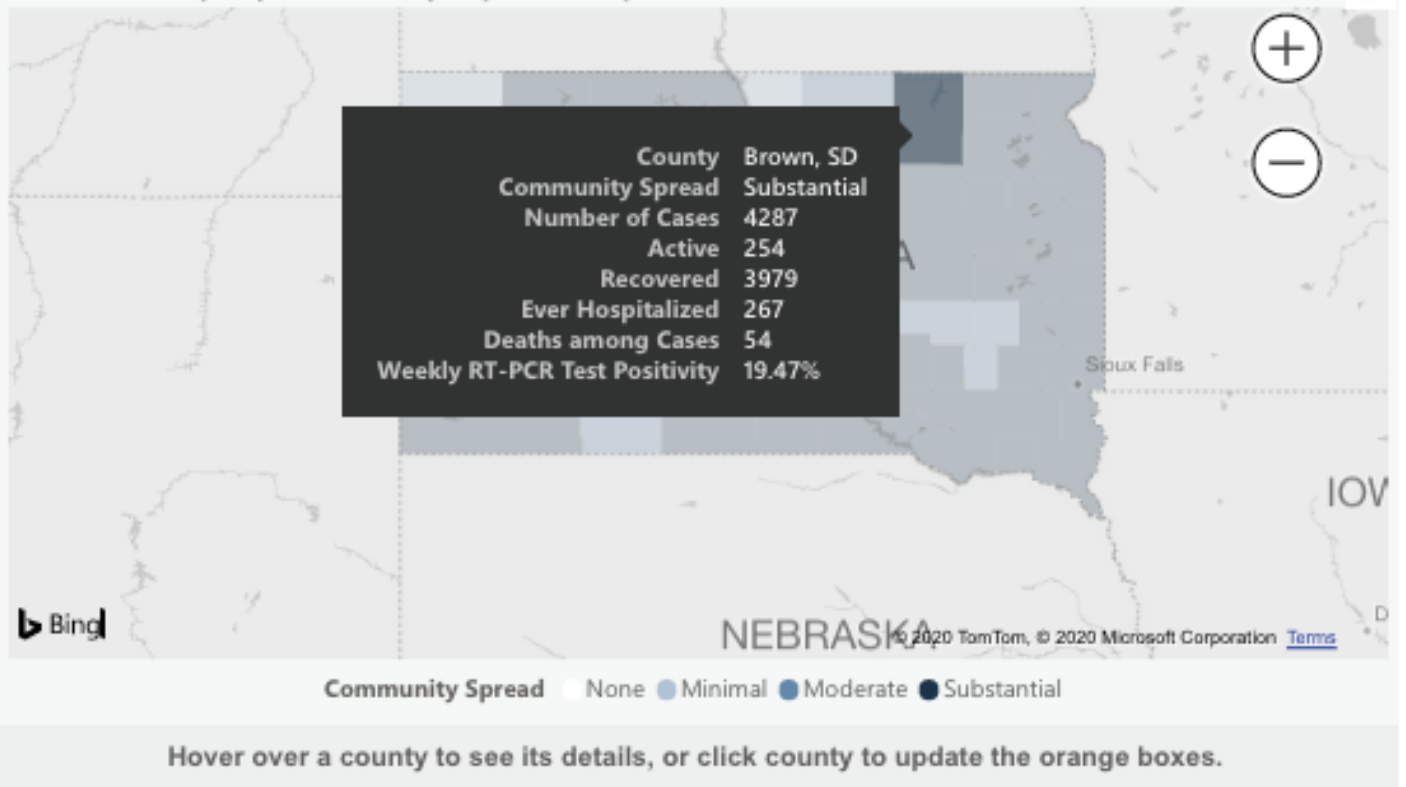 County Brown, SD
Community Spread Substantial
Number of Cases 4287
Active 254
Recovered 3979
Ever Hospitalized 267
Deaths among Cases 54
Weekly RT-PCR Test Positivity 19.47%
A
Sioux Falls
IOW
Bing
NEBRASKA
© 2020 TomTom, © 2020 Microsoft Corporation Terms
D
Community Spread None Minimal Moderate Substantial
Hover over a county to see its details, or click county to update the orange boxes.